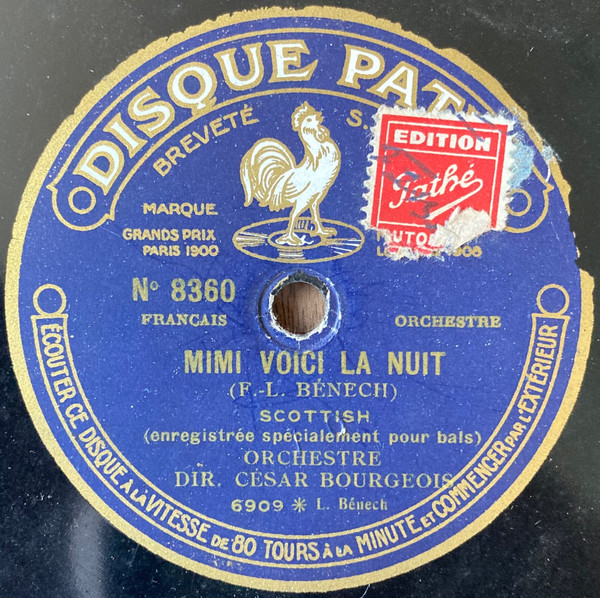 DISQUE PAT
BREVETÉ S.
MARQUE
GRANDS PRIX
PARIS 1900
1908
EDITION
Pathé
N° 8360
FRANÇAIS ORCHESTRE
MIMI VOICI LA NUIT
(F.-L. BÉNECH)
SCOTTISH
(enregistrée spécialement pour bals)
ORCHESTRE
DIR. CÉSAR BOURGEOIS
6909 * L. Bénech
ÉCOUTER CE DISQUE À LA VITESSE DE 80 TOURS À LA MINUTE ET COMMENCER PAR L'EXTÉRIEUR